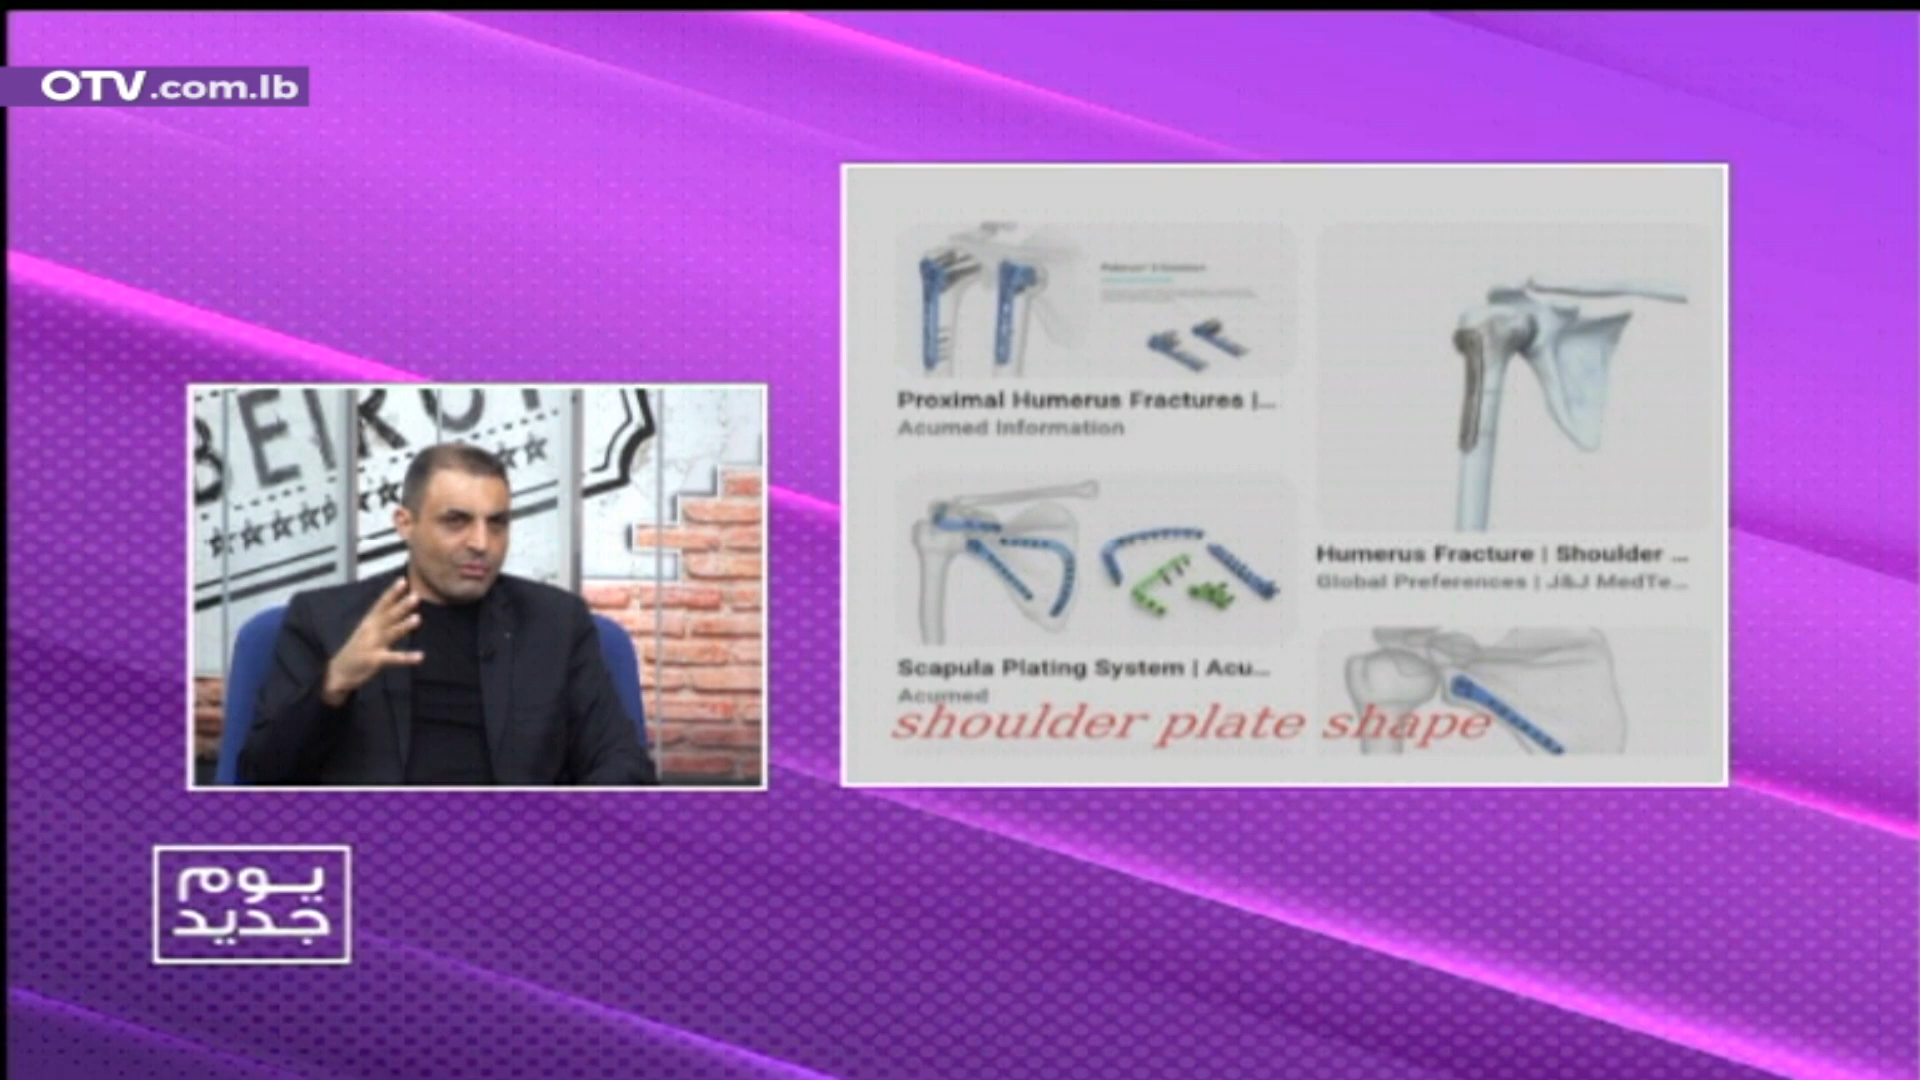 OTV.com.lb
BEIRUT
Proximal Humerus Fractures |...
Acumed Information
Humerus Fracture | Shoulder ...
Global Preferences | J&J MedTe...
Scapula Plating System | Acu...
Acumed
shoulder plate shape
يوم
جديد